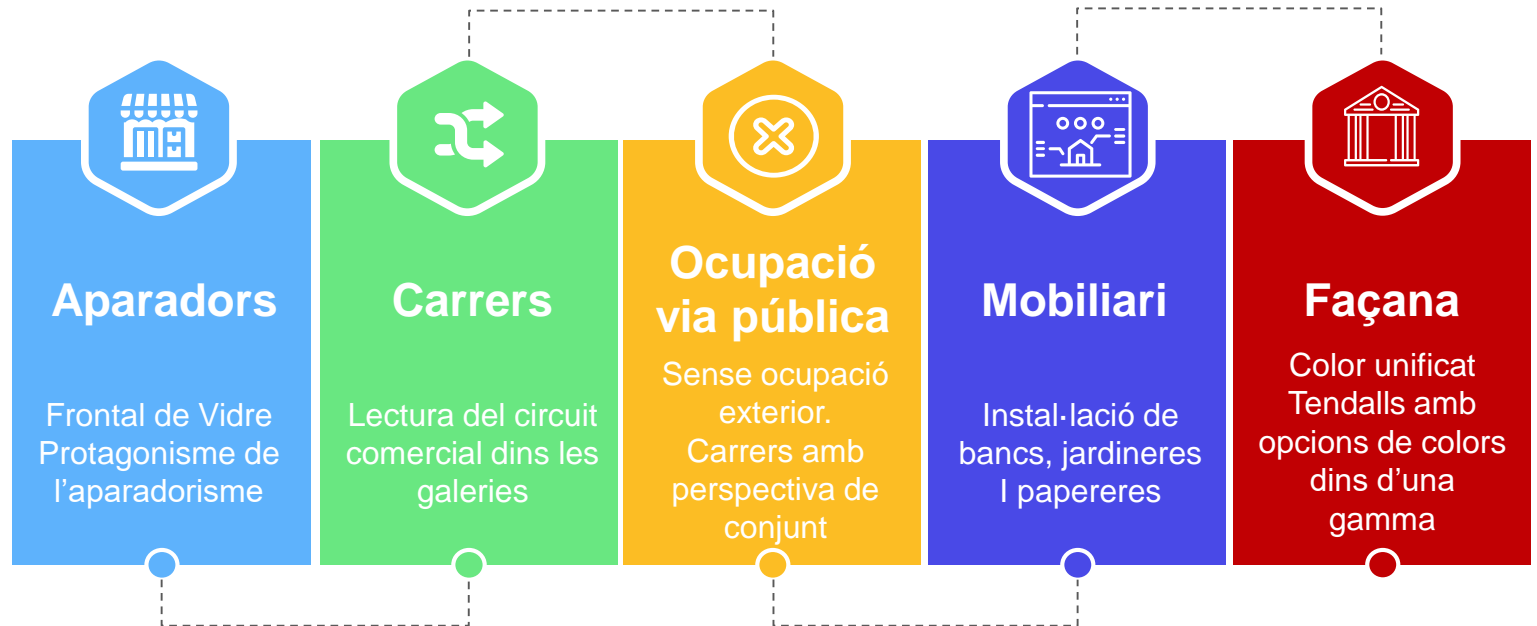 Aparadors
Frontal de Vidre
Protagonisme de
l’aparadorisme
Carrers
Lectura del circuit
comercial dins les
galeries
Ocupació
via pública
Sense ocupació
exterior.
Carrers amb
perspectiva de
conjunt
Mobiliari
Instal·lació de
bancs, jardineres
I papereres
Façana
Color unificat
Tendalls amb
opcions de colors
dins d’una
gamma